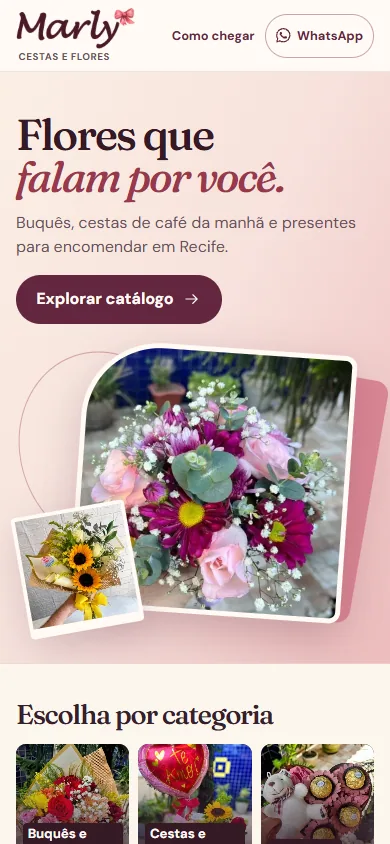 Marly
CESTAS E FLORES
Como chegar
WhatsApp
Flores que
falam por você.
Buquês, cestas de café da manhã e presentes
para encomendar em Recife.
Explorar catálogo →
Escolha por categoria
Buquês e
Cestas e